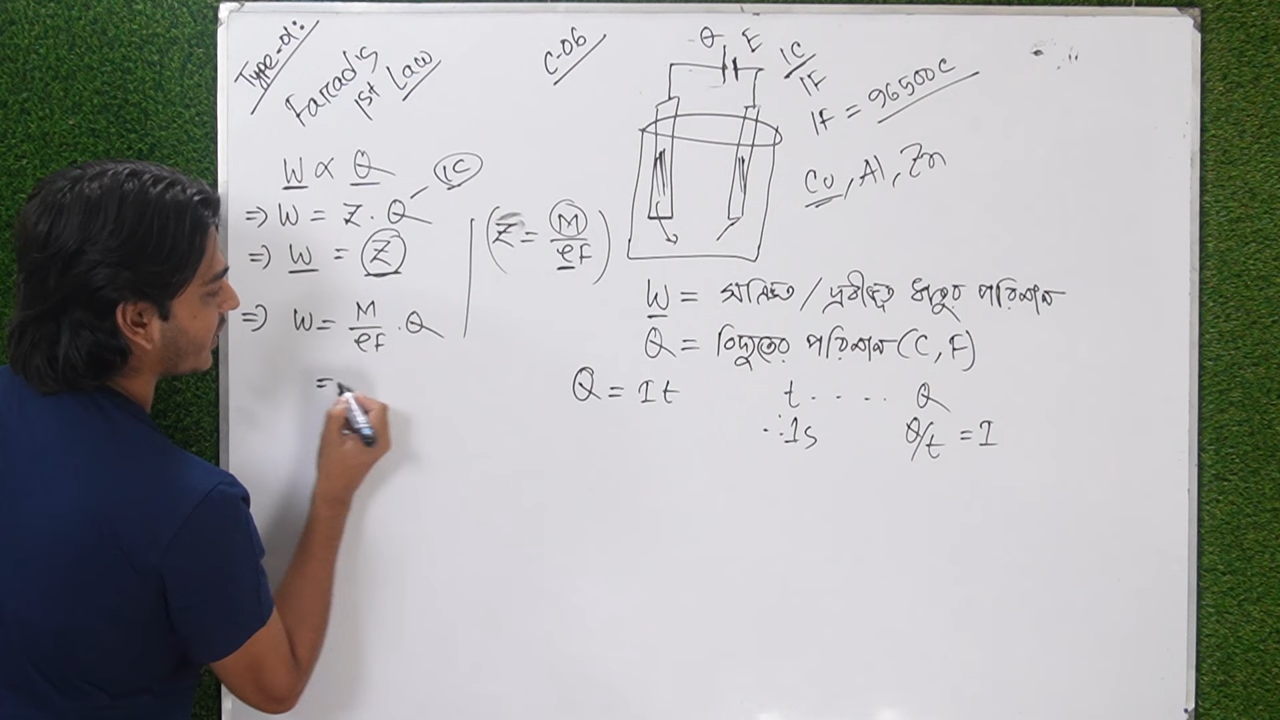 Type-01:
Faraday's
1st Law
W ∝ Q
⇒ W = Z . Q
1C
⇒ W = Z
⇒ W = M/eF . Q
=
(Z = M/eF)
C-06
Q E
1C
1F
1F = 96500C
Cu, Al, Zn
W = সঞ্চিত / দ্রবীভূত ধাতুর পরিমান
Q = বিদ্যুতের পরিমান (C, F)
Q = It
t . . . . Q
∴ 1s Q/t = I